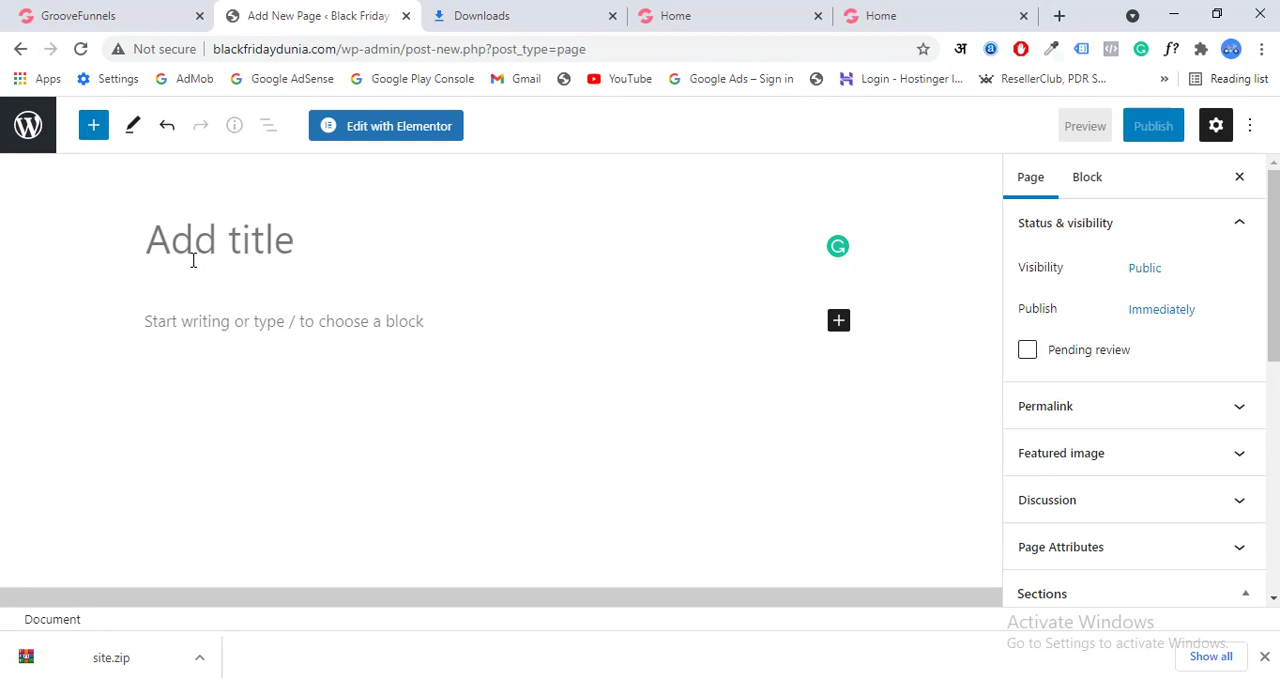 GrooveFunnels
Add New Page ‹ Black Friday
Downloads
Home
Home
Not secure
blackfridaydunia.com/wp-admin/post-new.php?post_type=page
Apps
Settings
AdMob
Google AdSense
Google Play Console
Gmail
YouTube
Google Ads – Sign in
Login - Hostinger I...
ResellerClub, PDR S...
»
Reading list
Edit with Elementor
Preview
Publish
Page
Block
Add title
Start writing or type / to choose a block
Status & visibility
Visibility
Public
Publish
Immediately
Pending review
Permalink
Featured image
Discussion
Page Attributes
Sections
Document
Activate Windows
Go to Settings to activate Windows.
site.zip
Show all